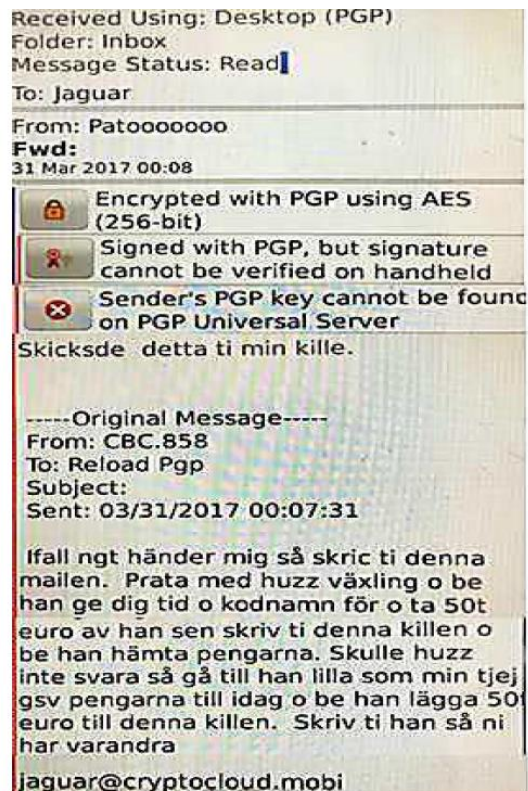 Received Using: Desktop (PGP)
Folder: Inbox
Message Status: Read
To: Jaguar
From: Patooooooo
Fwd:
31 Mar 2017 00:08
Encrypted with PGP using AES
(256-bit)
Signed with PGP, but signature
cannot be verified on handheld
Sender's PGP key cannot be found
on PGP Universal Server
Skicksde detta ti min kille.
-----Original Message-----
From: CBC.858
To: Reload Pgp
Subject:
Sent: 03/31/2017 00:07:31
Ifall ngt händer mig så skric ti denna
mailen. Prata med huzz växling o be
han ge dig tid o kodnamn för o ta 50t
euro av han sen skriv ti denna killen o
be han hämta pengarna. Skulle huzz
inte svara så gå till han lilla som min tjej
gsv pengarna till idag o be han lägga 50t
euro till denna killen. Skriv ti han så ni
har varandra
jaguar@cryptocloud.mobi